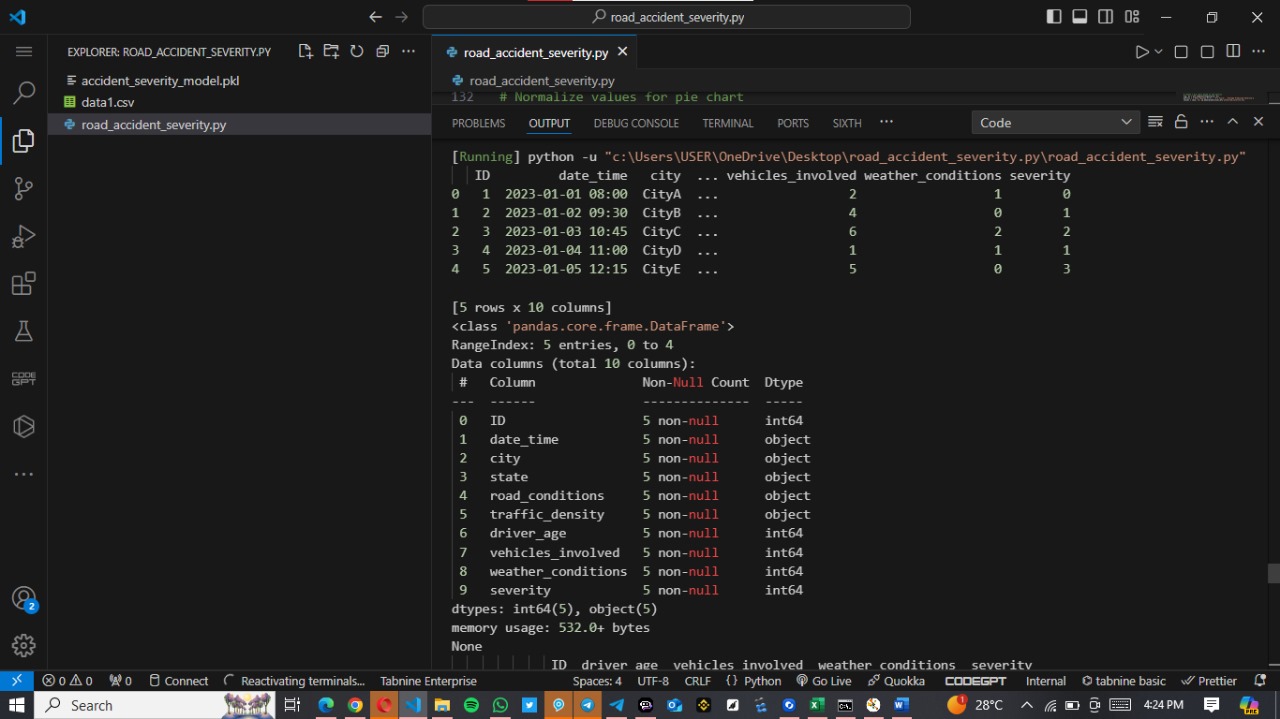 road_accident_severity.py
EXPLORER: ROAD_ACCIDENT_SEVERITY.PY
accident_severity_model.pkl
data1.csv
road_accident_severity.py
road_accident_severity.py
road_accident_severity.py
132 # Normalize values for pie chart
PROBLEMS OUTPUT DEBUG CONSOLE TERMINAL PORTS SIXTH ··· Code
[Running] python -u "c:\Users\USER\OneDrive\Desktop\road_accident_severity.py\road_accident_severity.py"
ID date_time city ... vehicles_involved weather_conditions severity
0 1 2023-01-01 08:00 CityA ... 2 1 0
1 2 2023-01-02 09:30 CityB ... 4 0 1
2 3 2023-01-03 10:45 CityC ... 6 2 2
3 4 2023-01-04 11:00 CityD ... 1 1 1
4 5 2023-01-05 12:15 CityE ... 5 0 3
[5 rows x 10 columns]
<class 'pandas.core.frame.DataFrame'>
RangeIndex: 5 entries, 0 to 4
Data columns (total 10 columns):
# Column Non-Null Count Dtype
--- ------ -------------- -----
0 ID 5 non-null int64
1 date_time 5 non-null object
2 city 5 non-null object
3 state 5 non-null object
4 road_conditions 5 non-null object
5 traffic_density 5 non-null object
6 driver_age 5 non-null int64
7 vehicles_involved 5 non-null int64
8 weather_conditions 5 non-null int64
9 severity 5 non-null int64
dtypes: int64(5), object(5)
memory usage: 532.0+ bytes
None
ID driver_age vehicles_involved weather_conditions severity
CODE GPT
2
0 0 0 Connect Reactivating terminals... Tabnine Enterprise Spaces: 4 UTF-8 CRLF {} Python Go Live Quokka CODEGPT Internal tabnine basic Prettier
Search 1 28°C 4:24 PM PRE